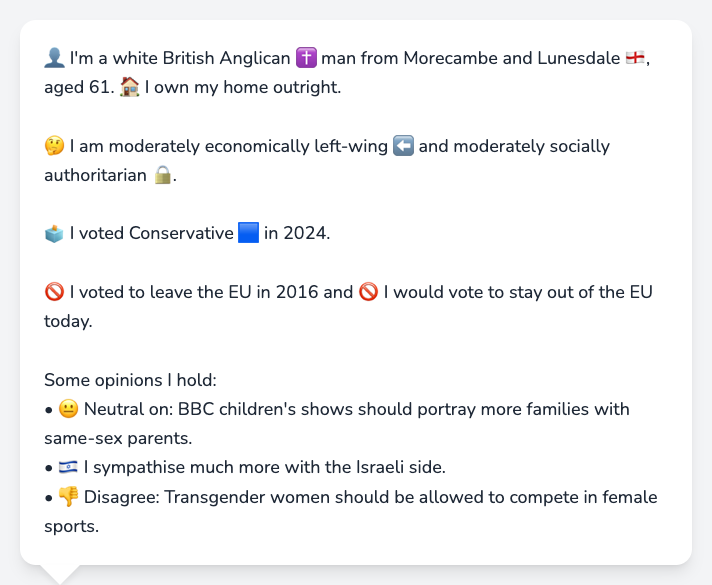 👤 I'm a white British Anglican ✝️ man from Morecambe and Lunesdale 🏴󠁧󠁢󠁥󠁮󠁧󠁿,
aged 61. 🏠 I own my home outright.
🤔 I am moderately economically left-wing ⬅️ and moderately socially
authoritarian 🔒.
🗳️ I voted Conservative 🟦 in 2024.
🚫 I voted to leave the EU in 2016 and 🚫 I would vote to stay out of the EU
today.
Some opinions I hold:
• 😐 Neutral on: BBC children's shows should portray more families with
same-sex parents.
• 🇮🇱 I sympathise much more with the Israeli side.
• 👎 Disagree: Transgender women should be allowed to compete in female
sports.